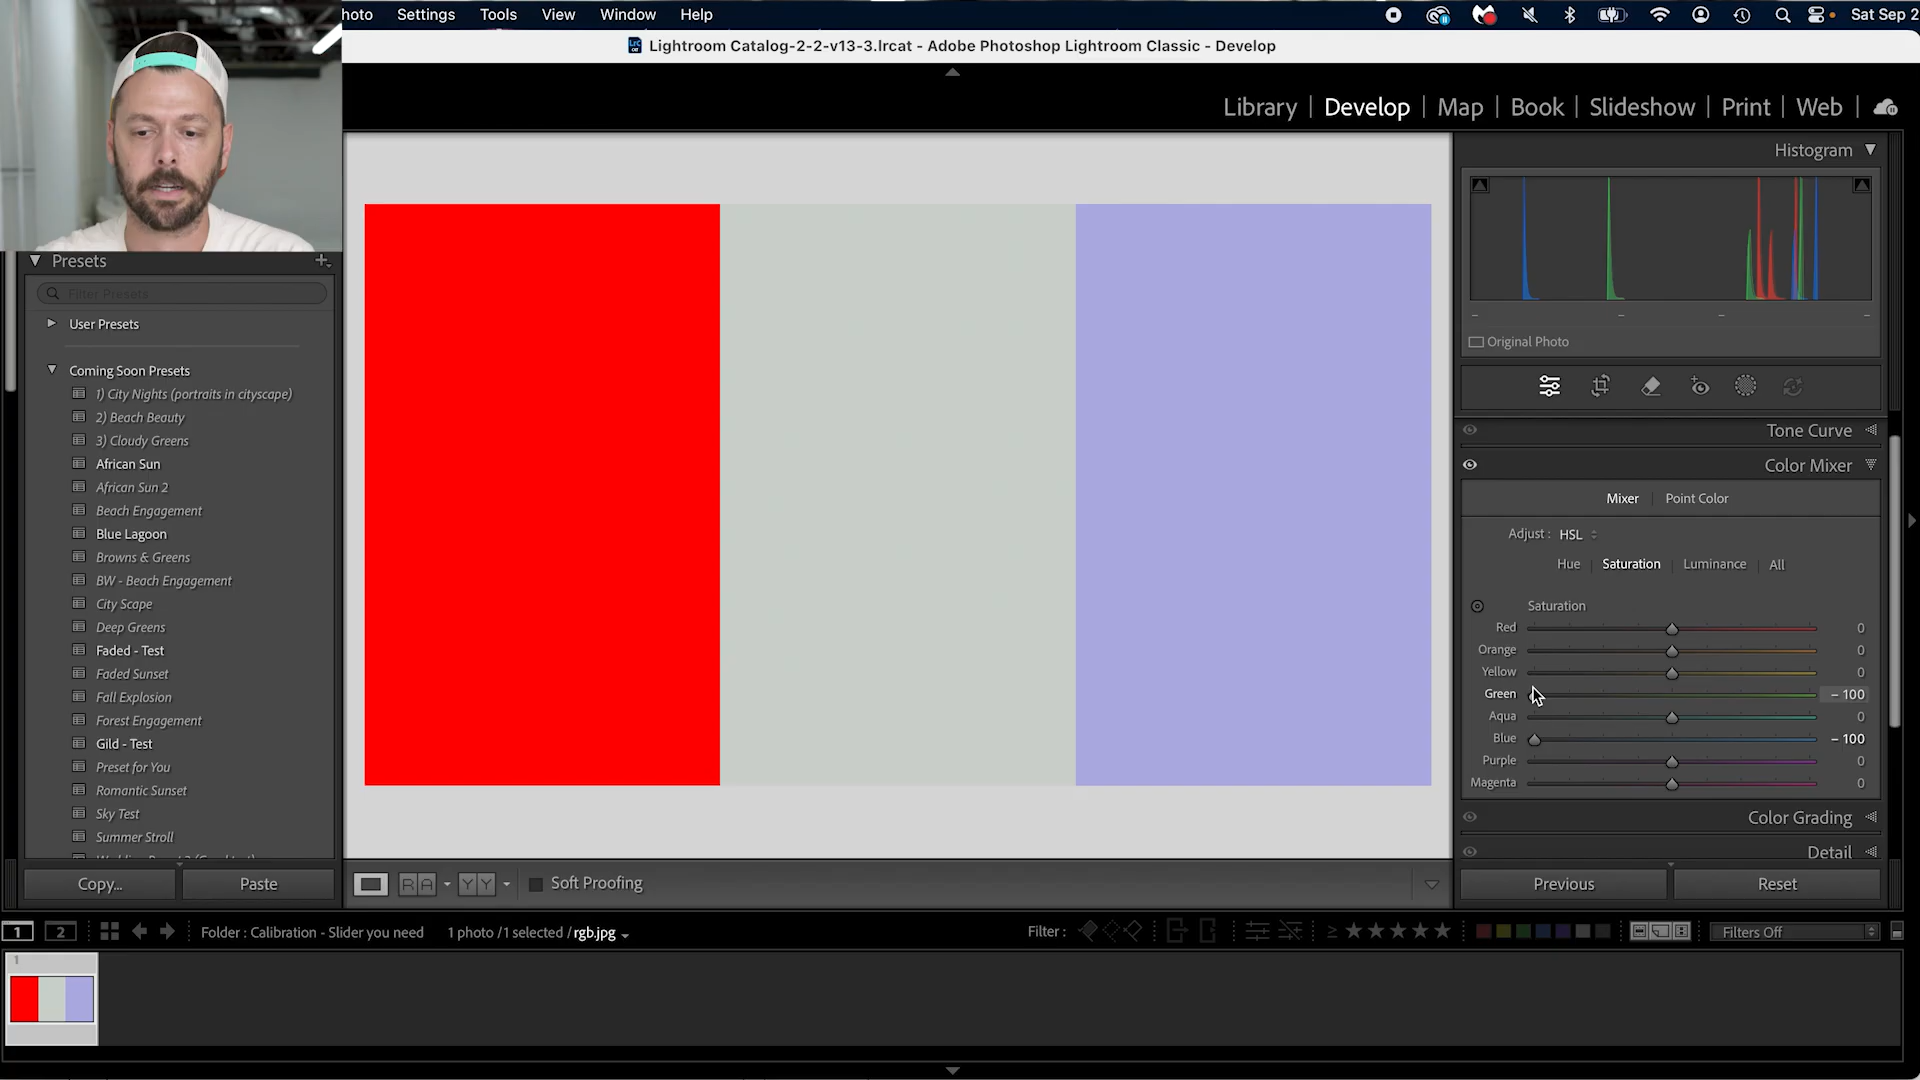 hoto Settings Tools View Window Help Sat Sep 2
Lightroom Catalog-2-2-v13-3.lrcat - Adobe Photoshop Lightroom Classic - Develop
Library | Develop | Map | Book | Slideshow | Print | Web
Histogram
Original Photo
Presets
Filter Presets
User Presets
Coming Soon Presets
1) City Nights (portraits in cityscape)
2) Beach Beauty
3) Cloudy Greens
African Sun
African Sun 2
Beach Engagement
Blue Lagoon
Browns & Greens
BW - Beach Engagement
City Scape
Deep Greens
Faded - Test
Faded Sunset
Fall Explosion
Forest Engagement
Gild - Test
Preset for You
Romantic Sunset
Sky Test
Summer Stroll
Copy... Paste
Tone Curve
Color Mixer
Mixer Point Color
Adjust : HSL
Hue Saturation Luminance All
Saturation
Red 0
Orange 0
Yellow 0
Green – 100
Aqua 0
Blue – 100
Purple 0
Magenta 0
Color Grading
Detail
Previous Reset
RA YY Soft Proofing
1 2 Folder : Calibration - Slider you need 1 photo / 1 selected / rgb.jpg Filter : ≥ ★★★★★ Filters Off
1